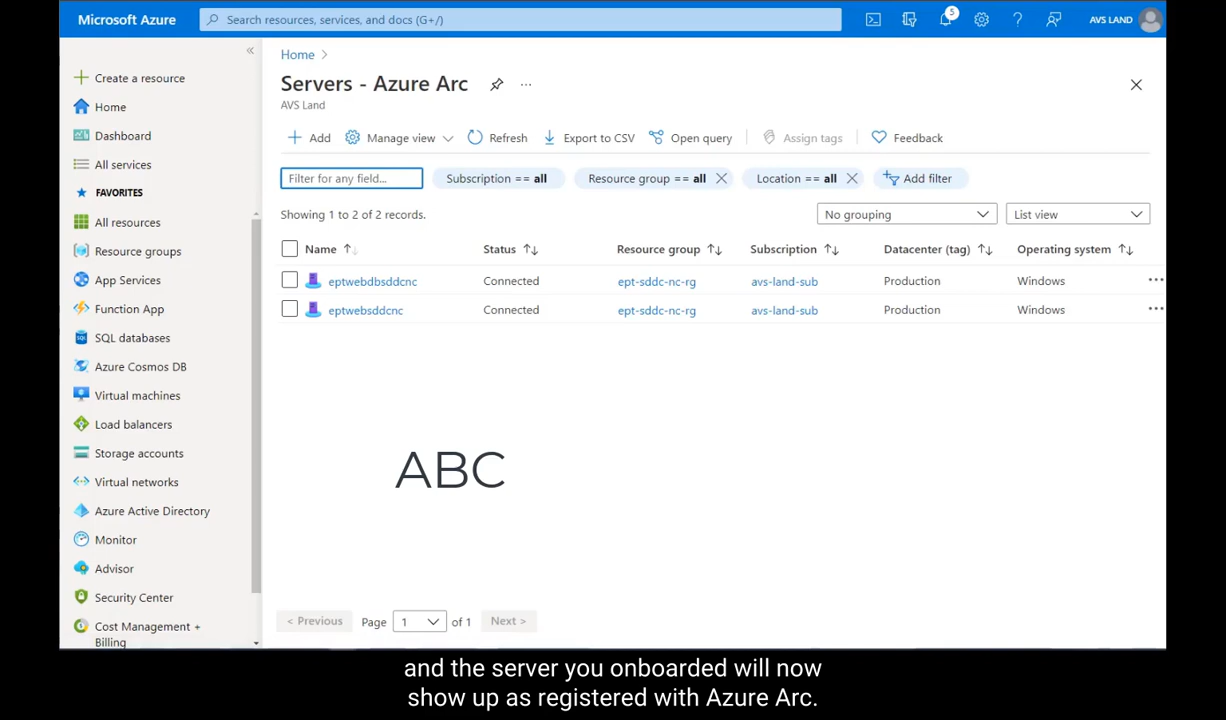 Microsoft Azure
Search resources, services, and docs (G+/)
5
AVS LAND
Create a resource
Home
Dashboard
All services
FAVORITES
All resources
Resource groups
App Services
Function App
SQL databases
Azure Cosmos DB
Virtual machines
Load balancers
Storage accounts
Virtual networks
Azure Active Directory
Monitor
Advisor
Security Center
Cost Management +
Billing
Home >
Servers - Azure Arc
AVS Land
Add Manage view Refresh Export to CSV Open query Assign tags Feedback
Filter for any field... Subscription == all Resource group == all Location == all Add filter
Showing 1 to 2 of 2 records. No grouping List view
Name Status Resource group Subscription Datacenter (tag) Operating system
eptwebdbsddcnc Connected ept-sddc-nc-rg avs-land-sub Production Windows
eptwebsddcnc Connected ept-sddc-nc-rg avs-land-sub Production Windows
ABC
< Previous Page 1 of 1 Next >
and the server you onboarded will now
show up as registered with Azure Arc.